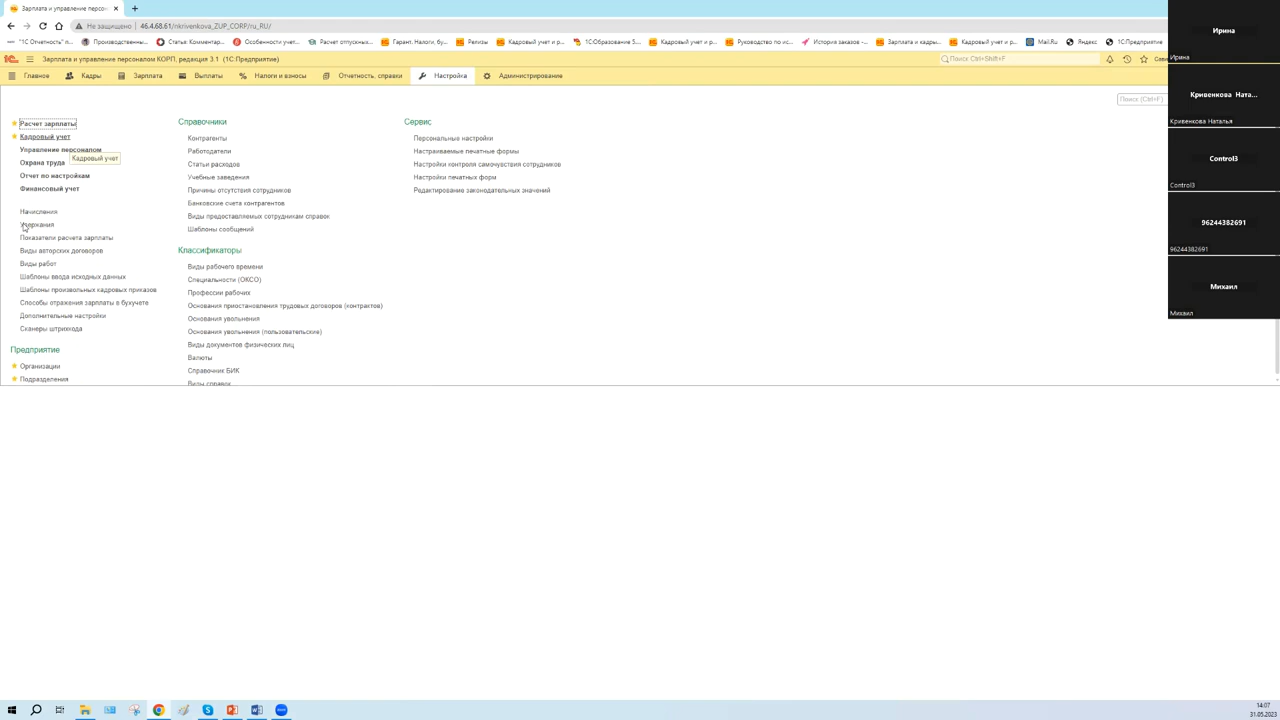 Зарплата и управление персо
Не защищено
46.4.68.61/nkrivenkova_ZUP_CORP/ru_RU/
"1С Отчетность" п...
Производственны...
Статьи: Комментар...
Особенности учет...
Расчет отпускных...
Гарант. Налоги, бу...
Релизы
Кадровый учет и р...
1С:Образование 5...
Кадровый учет и р...
Руководство по ис...
История заказов –...
Зарплата и кадры...
Кадровый учет и р...
Mail.Ru
Яндекс
1С:Предприятие
Зарплата и управление персоналом КОРП, редакция 3.1 (1С:Предприятие)
Поиск Ctrl+Shift+F
Главное
Кадры
Зарплата
Выплаты
Налоги и взносы
Отчетность, справки
Настройка
Администрирование
Поиск (Ctrl+F)
Расчет зарплаты
Кадровый учет
Управление персоналом
Кадровый учет
Охрана труда
Отчет по настройкам
Финансовый учет
Начисления
Удержания
Показатели расчета зарплаты
Виды авторских договоров
Виды работ
Шаблоны ввода исходных данных
Шаблоны произвольных кадровых приказов
Способы отражения зарплаты в бухучете
Дополнительные настройки
Сканеры штрихкода
Предприятие
Организации
Подразделения
Справочники
Контрагенты
Работодатели
Статьи расходов
Учебные заведения
Причины отсутствия сотрудников
Банковские счета контрагентов
Виды предоставляемых сотрудникам справок
Шаблоны сообщений
Классификаторы
Виды рабочего времени
Специальности (ОКСО)
Профессии рабочих
Основания приостановления трудовых договоров (контрактов)
Основания увольнения
Основания увольнения (пользовательские)
Виды документов физических лиц
Валюты
Справочник БИК
Виды справок
Сервис
Персональные настройки
Настраиваемые печатные формы
Настройки контроля самочувствия сотрудников
Настройки печатных форм
Редактирование законодательных значений
Ирина
Ирина
Кривенкова Ната...
Кривенкова Наталья
Control3
Control3
96244382691
96244382691
Михаил
Михаил
14:07
31.05.2023